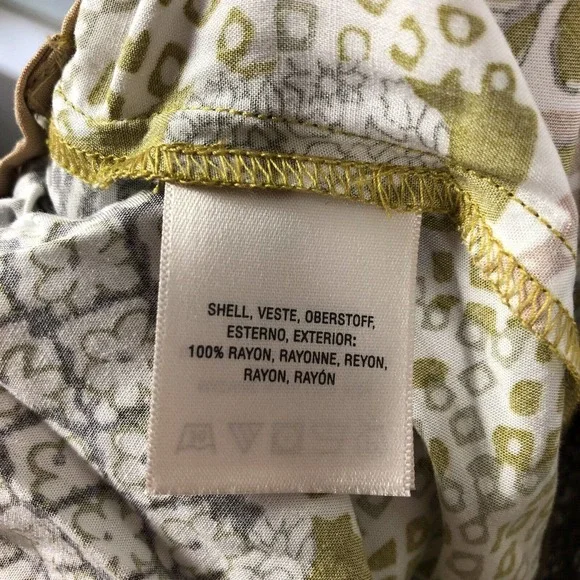 SHELL, VESTE, OBERSTOFF,
ESTERNO, EXTERIOR:
100% RAYON, RAYONNE, REYON,
RAYON, RAYÓN